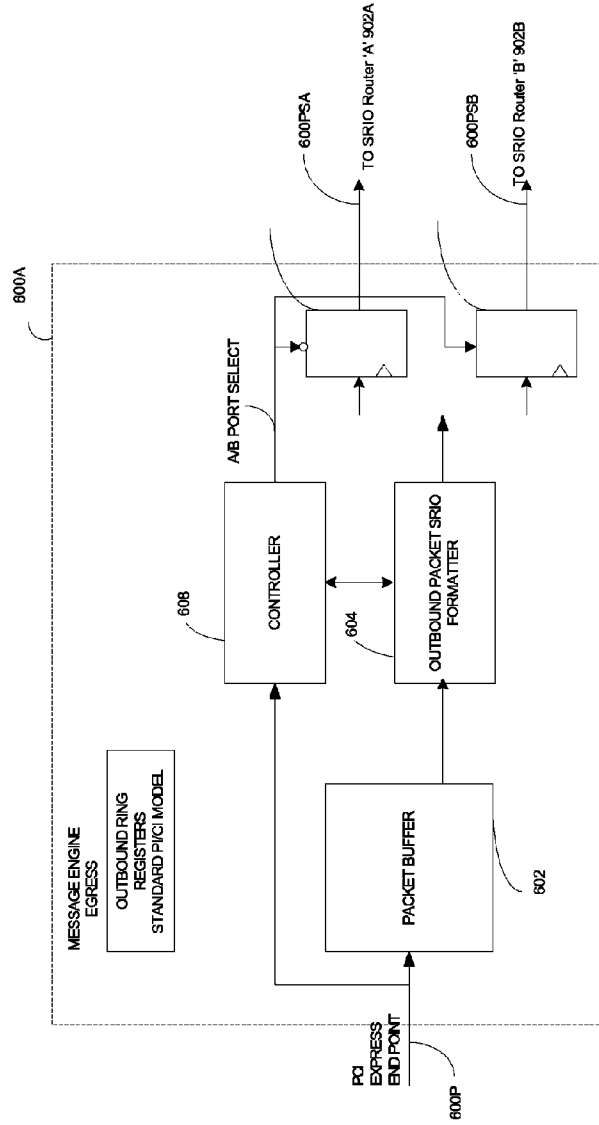 600A
MESSAGE ENGINE
EGRESS
OUTBOUND RING
REGISTERS
STANDARD PI/CI MODEL
A/B PORT SELECT
600PSA
TO SRIO Router 'A' 902A
608
CONTROLLER
600PSB
TO SRIO Router 'B' 902B
604
OUTBOUND PACKET SRIO
FORMATTER
PACKET BUFFER
602
PCI
EXPRESS
END POINT
600P